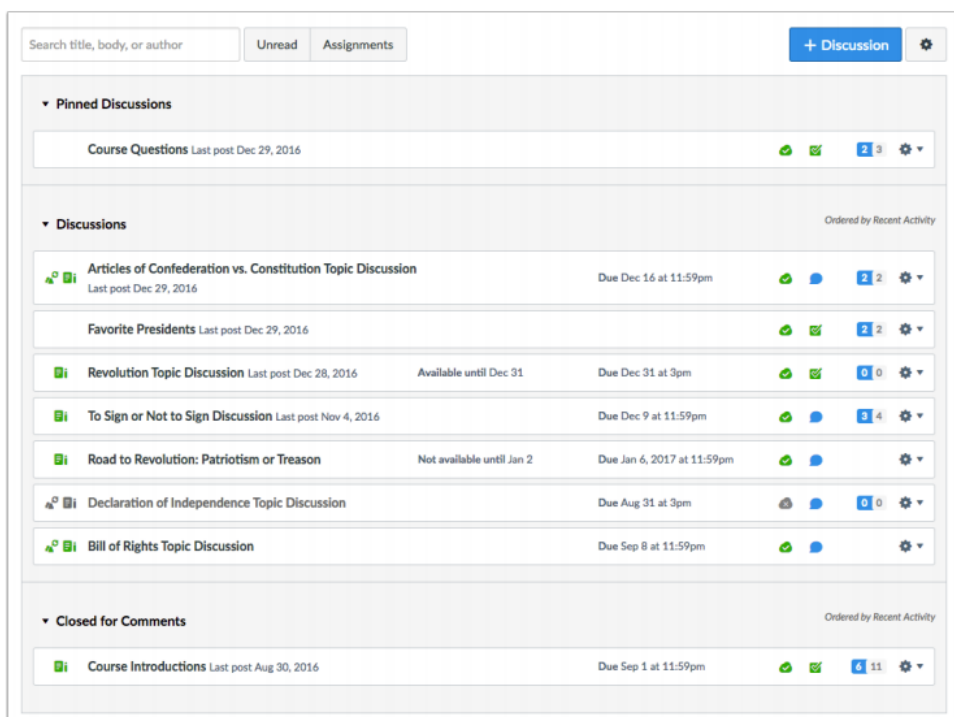 Search title, body, or author Unread Assignments + Discussion
Pinned Discussions
Course Questions Last post Dec 29, 2016 2 3
Discussions Ordered by Recent Activity
Articles of Confederation vs. Constitution Topic Discussion
Last post Dec 29, 2016 Due Dec 16 at 11:59pm 2 2
Favorite Presidents Last post Dec 29, 2016 2 2
Revolution Topic Discussion Last post Dec 28, 2016 Available until Dec 31 Due Dec 31 at 3pm 0 0
To Sign or Not to Sign Discussion Last post Nov 4, 2016 Due Dec 9 at 11:59pm 3 4
Road to Revolution: Patriotism or Treason Not available until Jan 2 Due Jan 6, 2017 at 11:59pm
Declaration of Independence Topic Discussion Due Aug 31 at 3pm 0 0
Bill of Rights Topic Discussion Due Sep 8 at 11:59pm
Closed for Comments Ordered by Recent Activity
Course Introductions Last post Aug 30, 2016 Due Sep 1 at 11:59pm 6 11